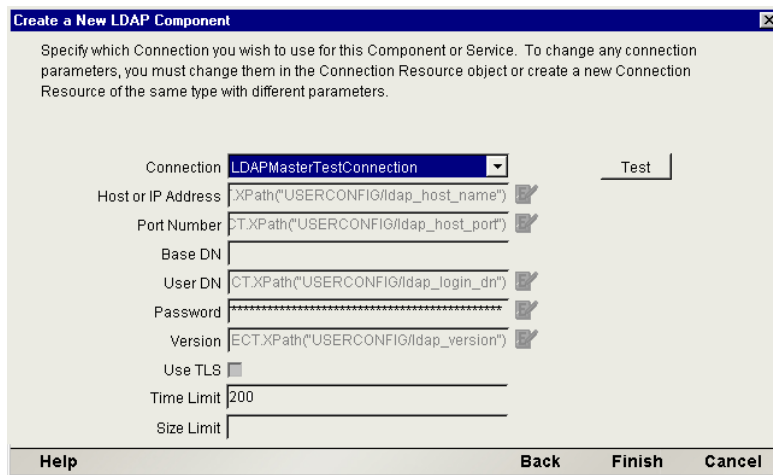 Create a New LDAP Component
Specify which Connection you wish to use for this Component or Service. To change any connection
parameters, you must change them in the Connection Resource object or create a new Connection
Resource of the same type with different parameters.
Connection LDAPMasterTestConnection Test
Host or IP Address T.XPath("USERCONFIG/ldap_host_name")
Port Number CT.XPath("USERCONFIG/ldap_host_port")
Base DN
User DN CT.XPath("USERCONFIG/ldap_login_dn")
Password ********************************************
Version ECT.XPath("USERCONFIG/ldap_version")
Use TLS
Time Limit 200
Size Limit
Help Back Finish Cancel